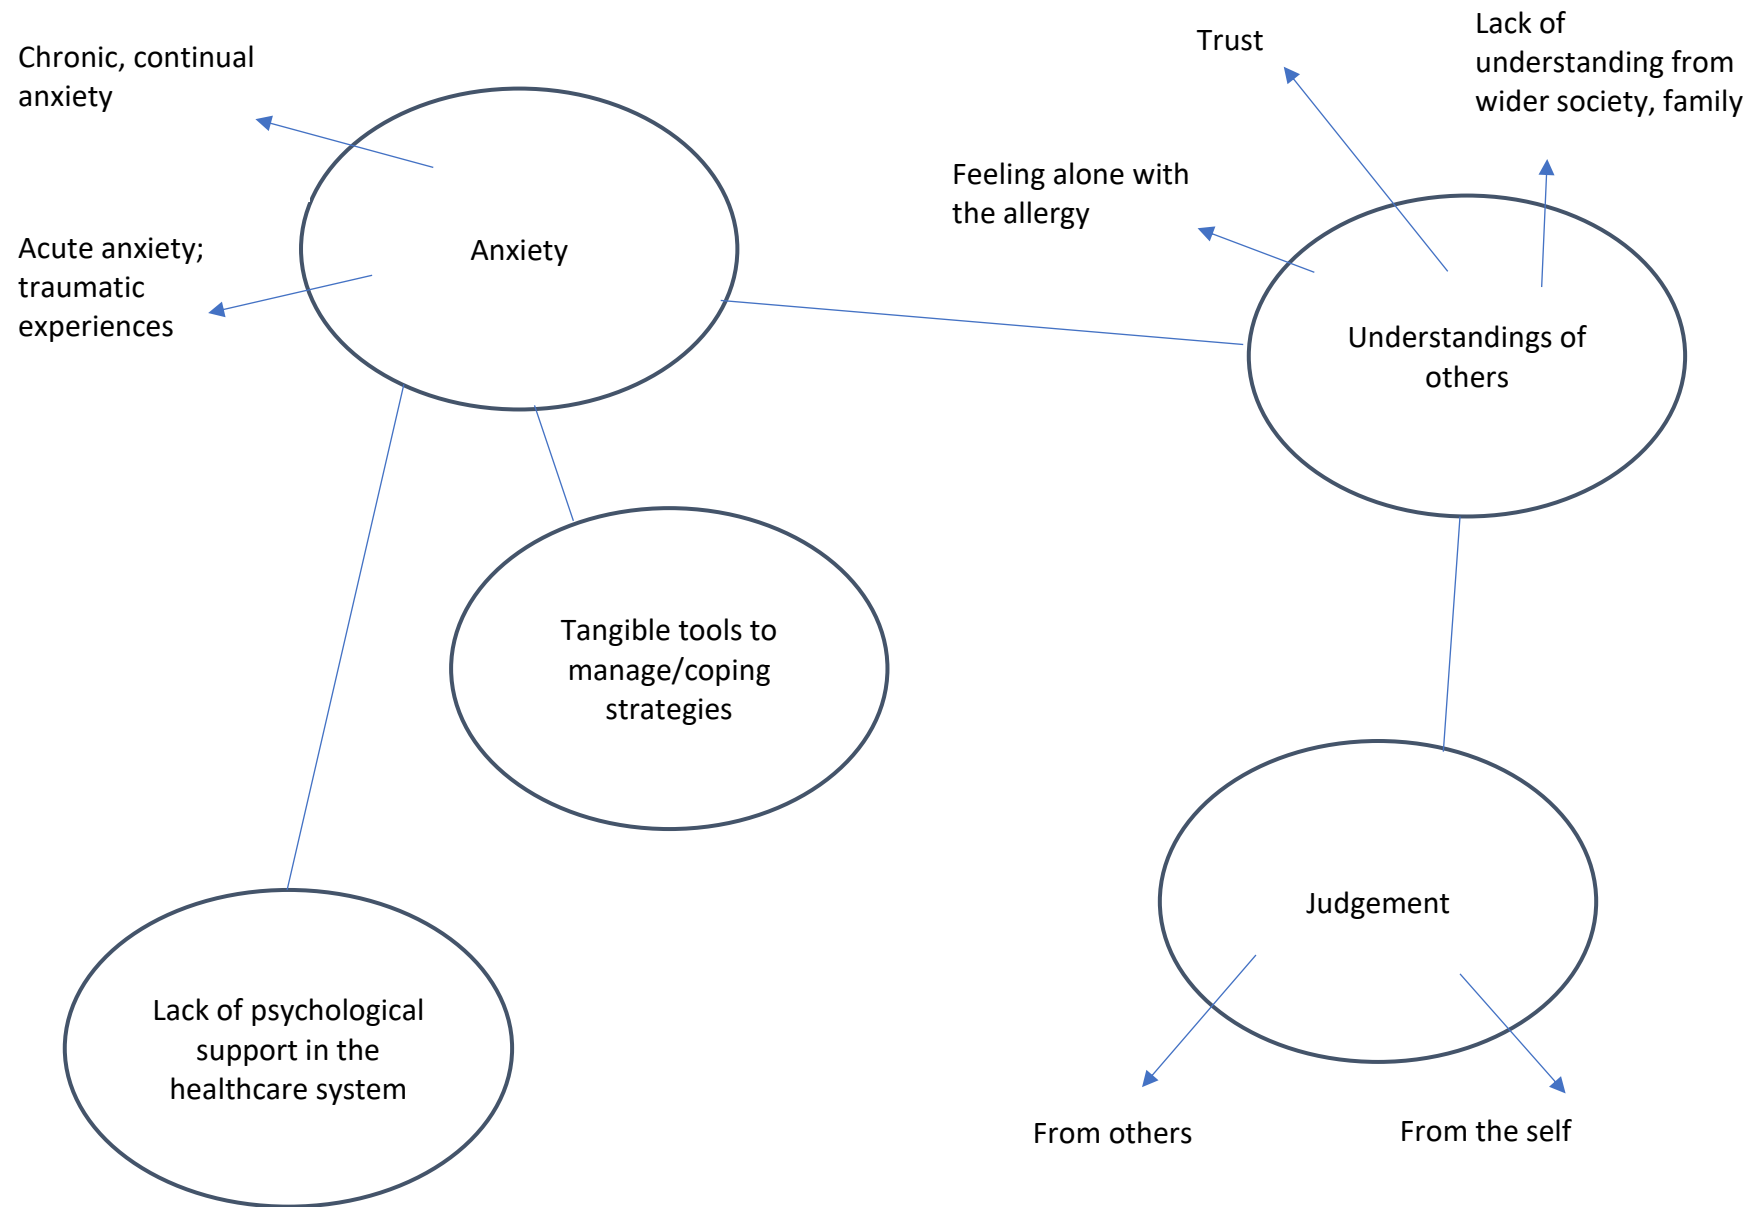 Chronic, continual
anxiety
Acute anxiety;
traumatic
experiences
Anxiety
Trust
Lack of
understanding from
wider society, family
Feeling alone with
the allergy
Understandings of
others
Tangible tools to
manage/coping
strategies
Lack of psychological
support in the
healthcare system
Judgement
From others
From the self